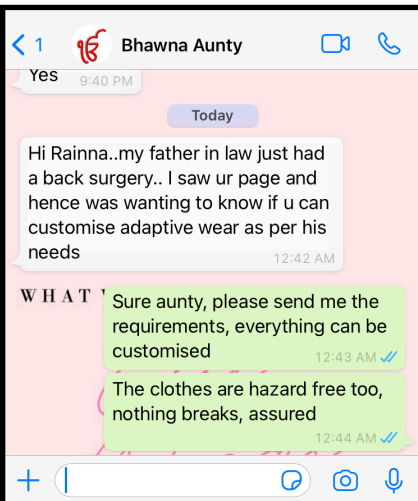 1
ੴ
Bhawna Aunty
Yes
9:40 PM
Today
Hi Rainna..my father in law just had
a back surgery.. I saw ur page and
hence was wanting to know if u can
customise adaptive wear as per his
needs
12:42 AM
WHAT
Sure aunty, please send me the
requirements, everything can be
customised
12:43 AM
The clothes are hazard free too,
nothing breaks, assured
12:44 AM